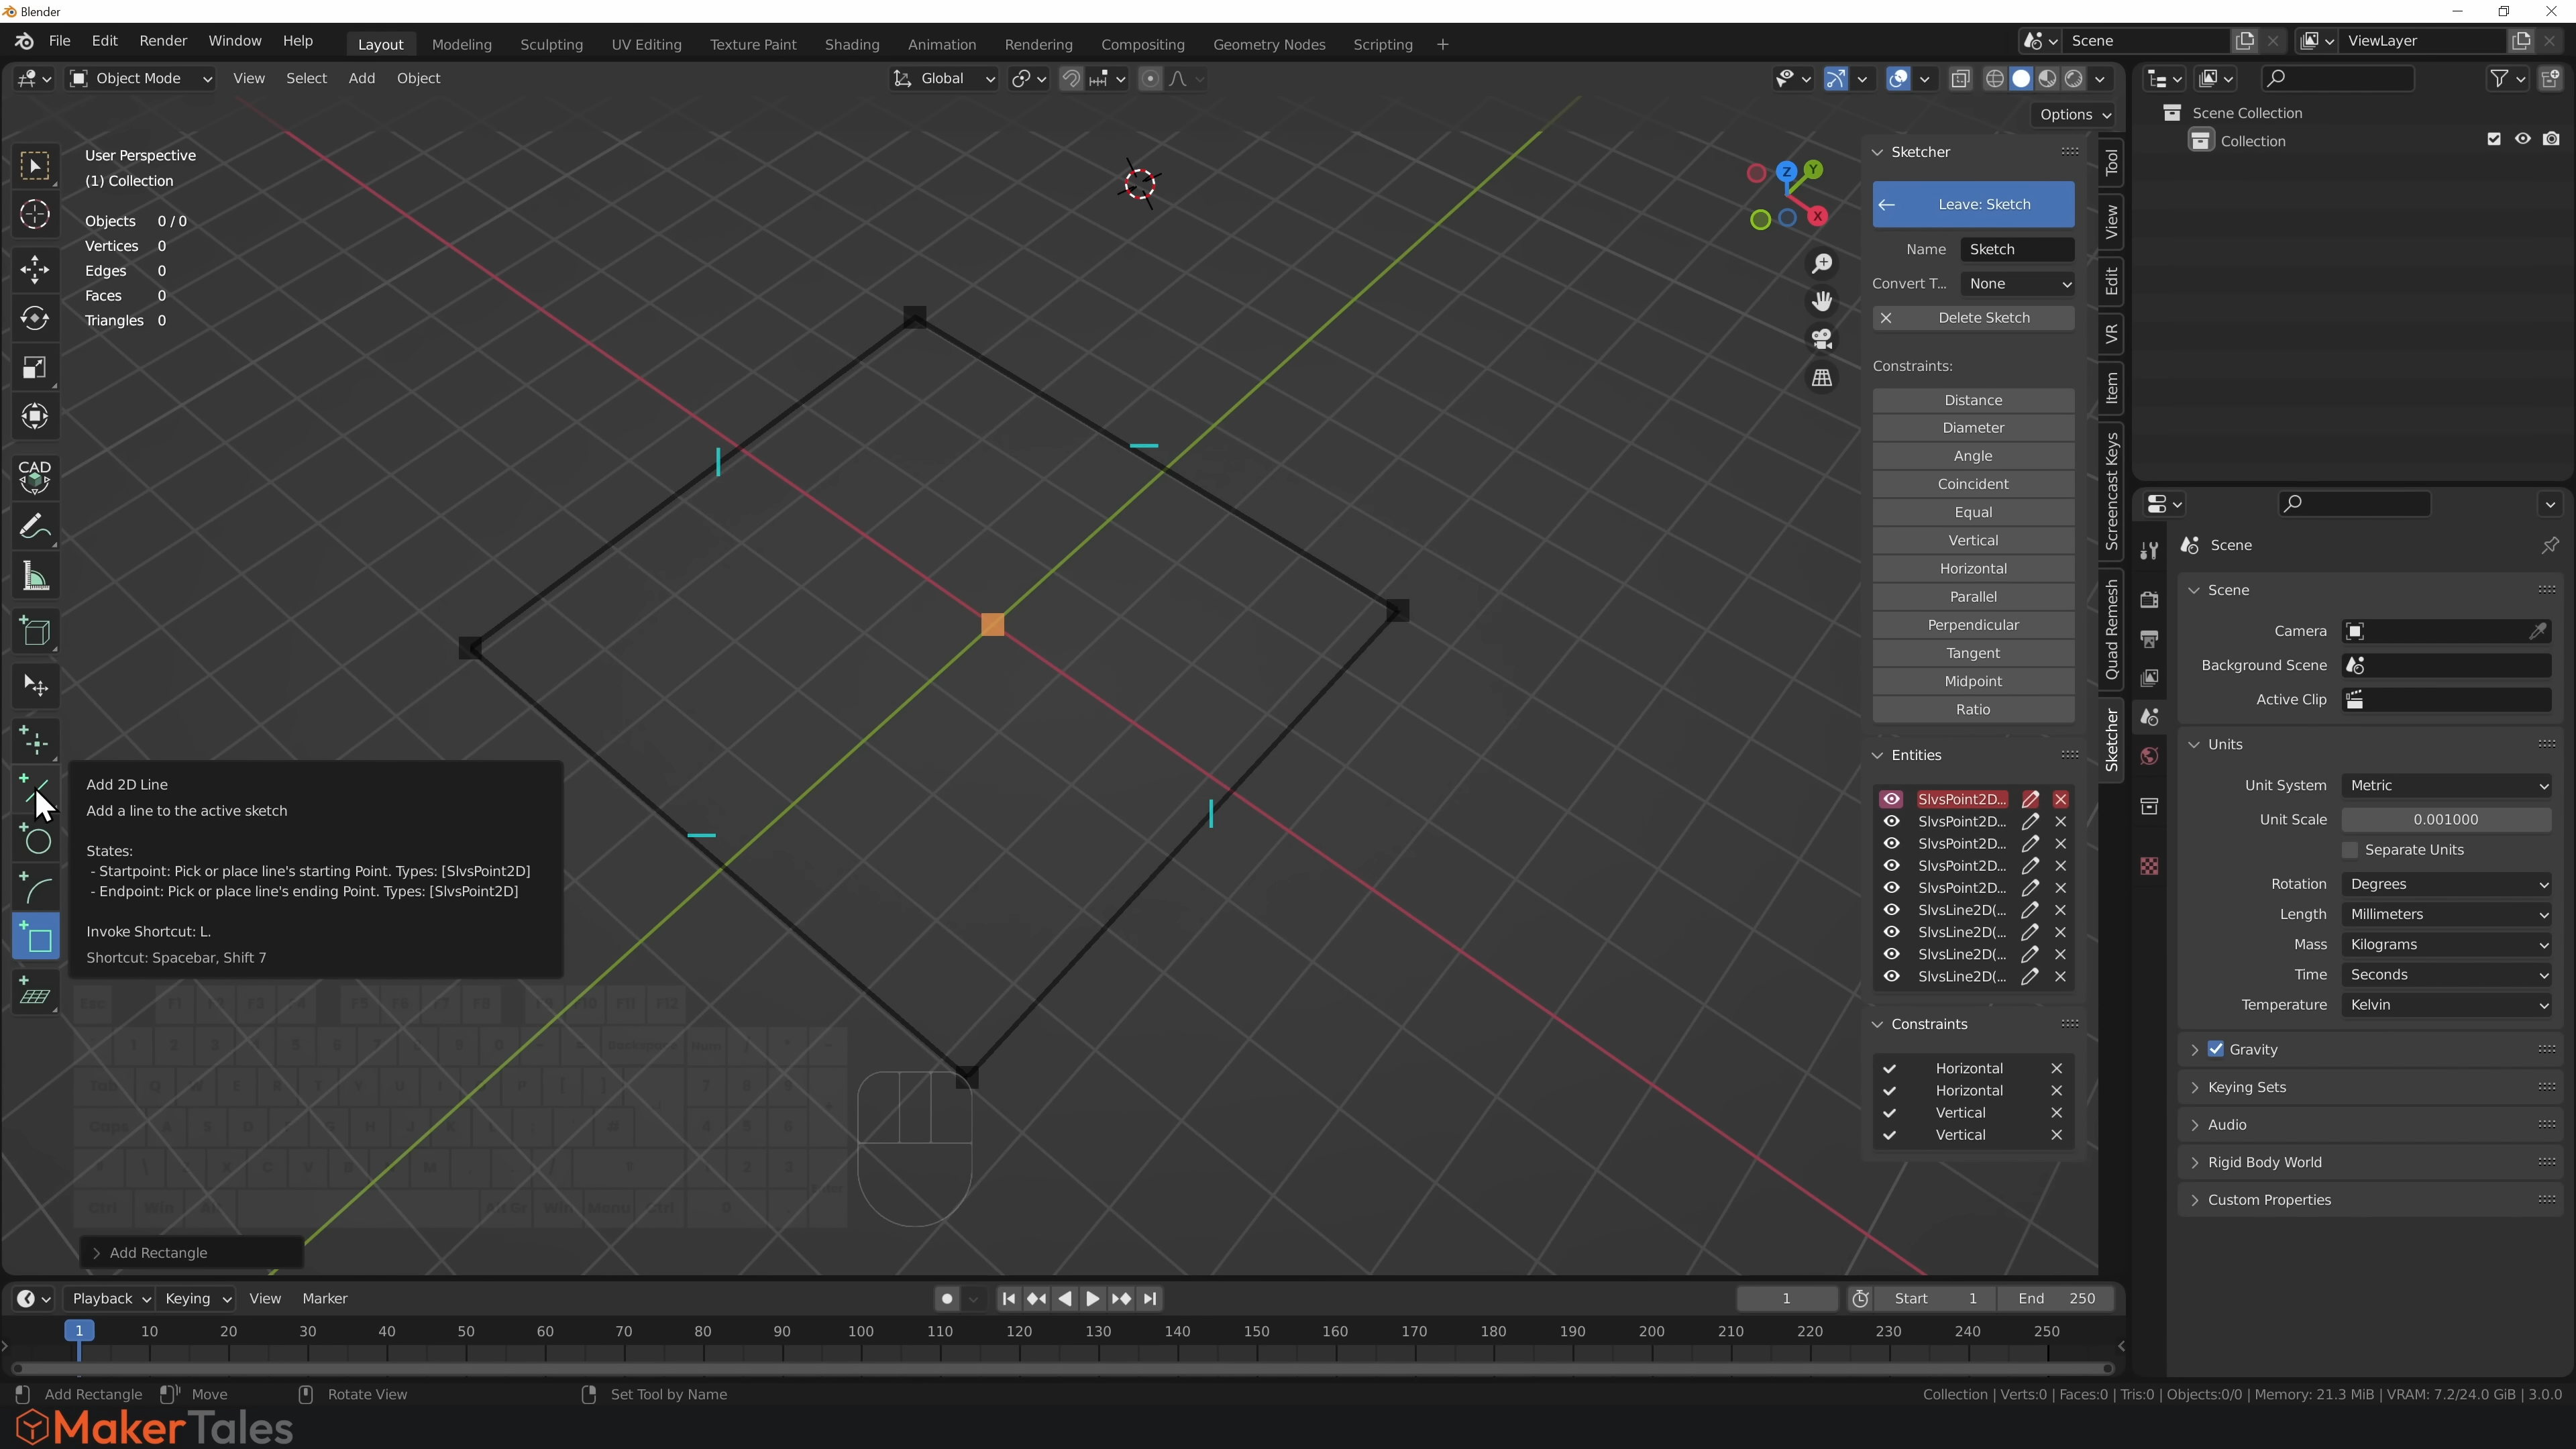 Blender
File Edit Render Window Help Layout Modeling Sculpting UV Editing Texture Paint Shading Animation Rendering Compositing Geometry Nodes Scripting Scene ViewLayer
Object Mode View Select Add Object Global
Options
User Perspective
(1) Collection
Objects 0 / 0
Vertices 0
Edges 0
Faces 0
Triangles 0
CAD
Add 2D Line
Add a line to the active sketch
States:
- Startpoint: Pick or place line's starting Point. Types: [SlvsPoint2D]
- Endpoint: Pick or place line's ending Point. Types: [SlvsPoint2D]
Invoke Shortcut: L.
Shortcut: Spacebar, Shift 7
Add Rectangle
Z
Y
X
Sketcher
Leave: Sketch
Name Sketch
Convert T... None
Delete Sketch
Constraints:
Distance
Diameter
Angle
Coincident
Equal
Vertical
Horizontal
Parallel
Perpendicular
Tangent
Midpoint
Ratio
Entities
SlvsPoint2D...
SlvsPoint2D...
SlvsPoint2D...
SlvsPoint2D...
SlvsPoint2D...
SlvsLine2D(...
SlvsLine2D(...
SlvsLine2D(...
SlvsLine2D(...
Constraints
Horizontal
Horizontal
Vertical
Vertical
Tool
View
Edit
VR
Item
Screencast Keys
Quad Remesh
Sketcher
Scene Collection
Collection
Scene
Scene
Camera
Background Scene
Active Clip
Units
Unit System Metric
Unit Scale 0.001000
Separate Units
Rotation Degrees
Length Millimeters
Mass Kilograms
Time Seconds
Temperature Kelvin
Gravity
Keying Sets
Audio
Rigid Body World
Custom Properties
Playback Keying View Marker 1 Start 1 End 250
1 10 20 30 40 50 60 70 80 90 100 110 120 130 140 150 160 170 180 190 200 210 220 230 240 250
Add Rectangle Move Rotate View Set Tool by Name Collection | Verts:0 | Faces:0 | Tris:0 | Objects:0/0 | Memory: 21.3 MiB | VRAM: 7.2/24.0 GiB | 3.0.0
MakerTales